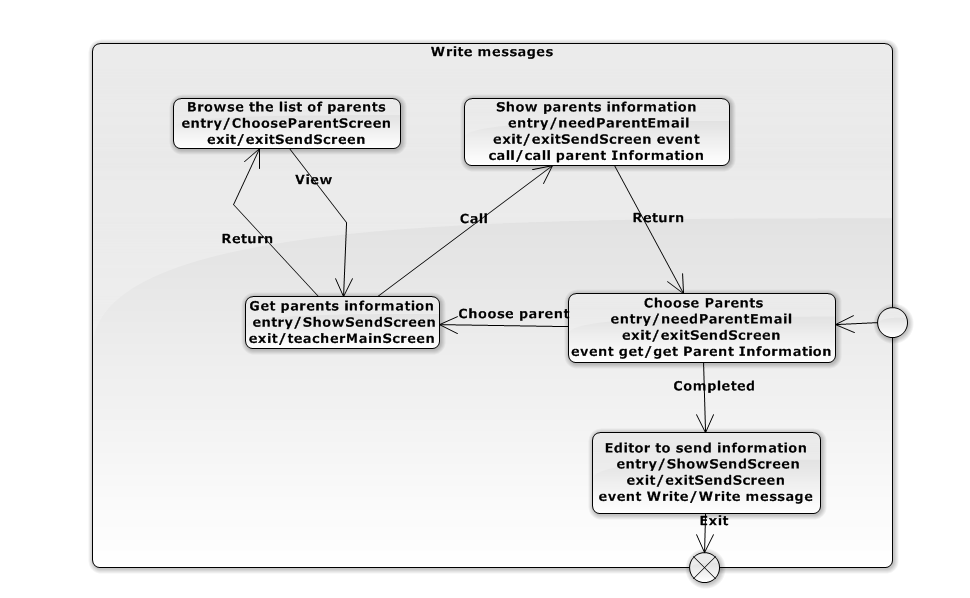 Write messages
Browse the list of parents
entry/ChooseParentScreen
exit/exitSendScreen
Show parents information
entry/needParentEmail
exit/exitSendScreen event
call/call parent Information
View
Return
Call
Return
Get parents information
entry/ShowSendScreen
exit/teacherMainScreen
Choose parent
Choose Parents
entry/needParentEmail
exit/exitSendScreen
event get/get Parent Information
Completed
Editor to send information
entry/ShowSendScreen
exit/exitSendScreen
event Write/Write message
Exit